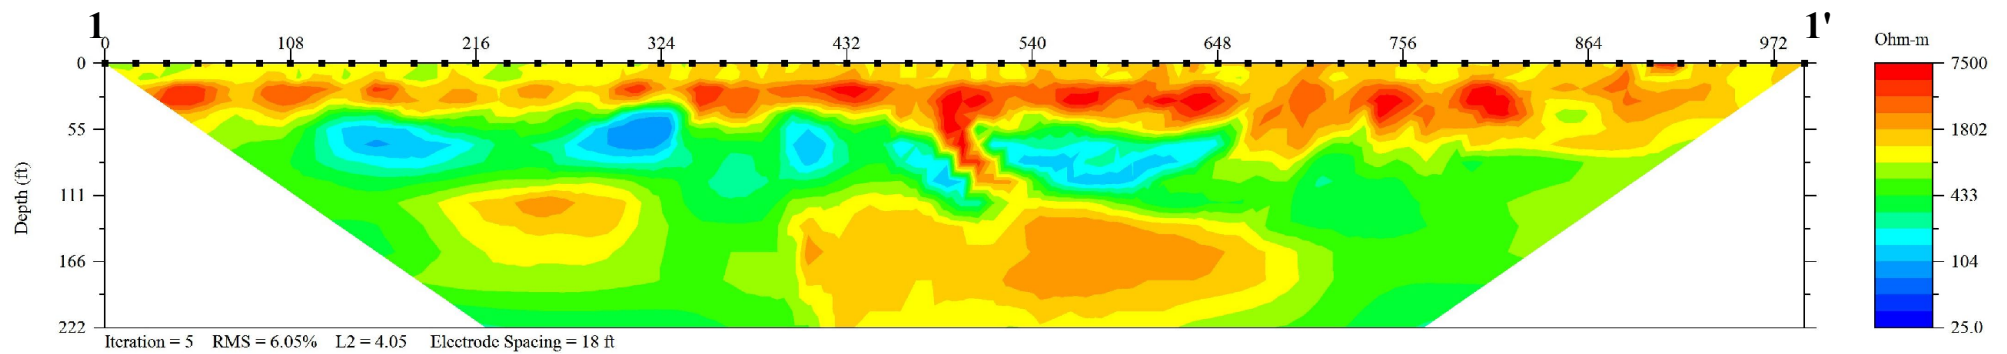 1 1'
0 108 216 324 432 540 648 756 864 972
Ohm-m
0 7500
55 1802
Depth (ft)
111 433
166 104
222 25.0
Iteration = 5 RMS = 6.05% L2 = 4.05 Electrode Spacing = 18 ft